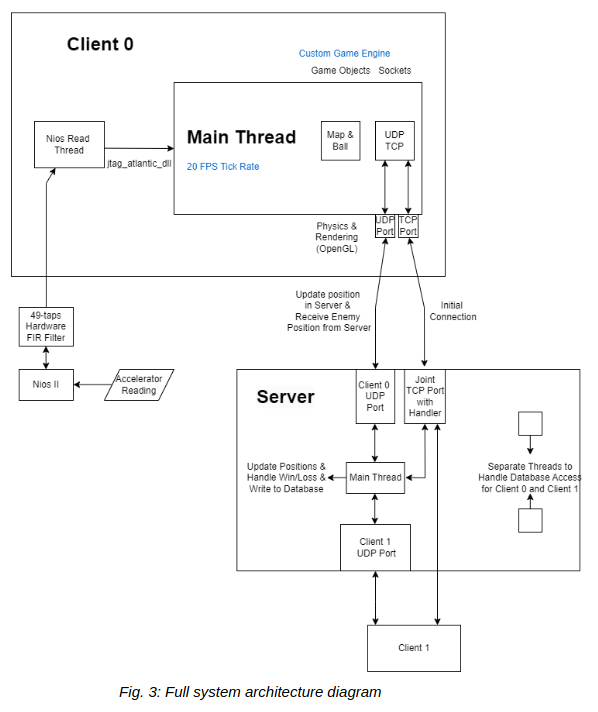 Client 0
Custom Game Engine
Game Objects Sockets
Main Thread
20 FPS Tick Rate
Nios Read
Thread
jtag_atlantic_dll
Map &
Ball
UDP
TCP
UDP
Port
TCP
Port
Physics &
Rendering
(OpenGL)
49-taps
Hardware
FIR Filter
Nios II
Accelerator
Reading
Update position
in Server &
Receive Enemy
Position from Server
Initial
Connection
Server
Client 0
UDP
Port
Joint
TCP Port
with
Handler
Update Positions &
Handle Win/Loss &
Write to Database
Main Thread
Separate Threads to
Handle Database Access
for Client 0 and Client 1
Client 1
UDP Port
Client 1
Fig. 3: Full system architecture diagram